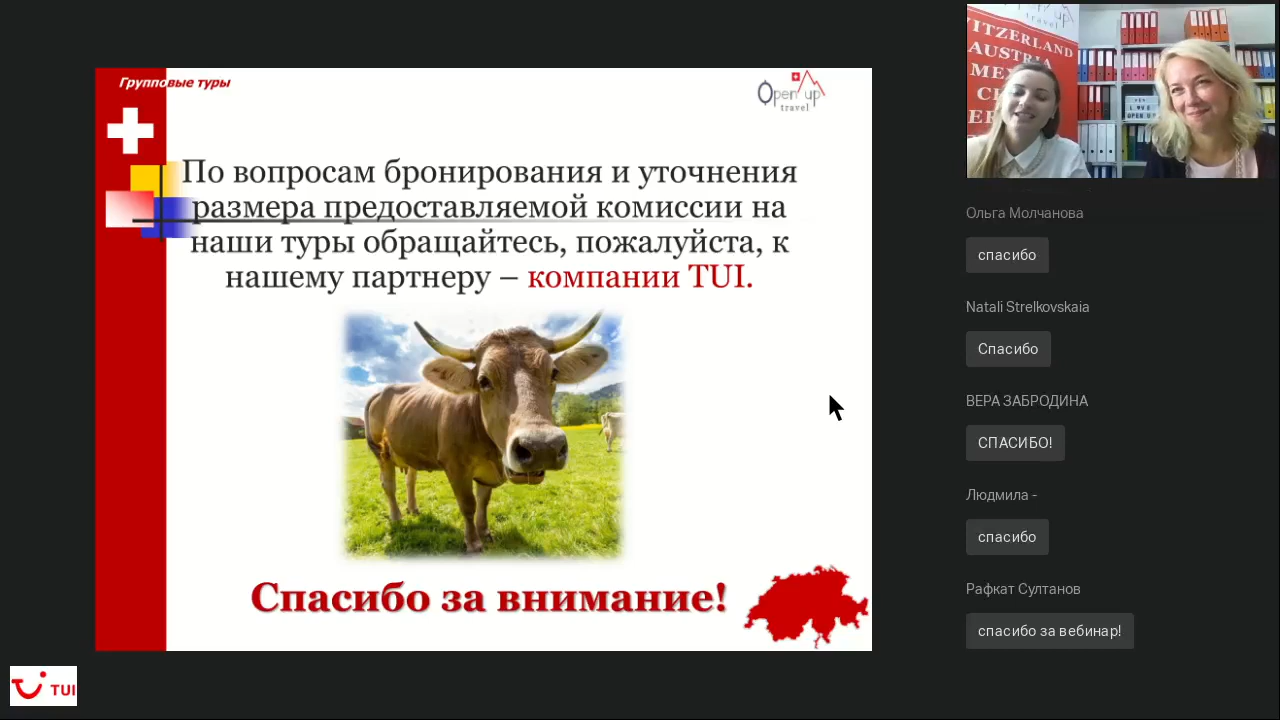 Групповые туры
Open up
travel
По вопросам бронирования и уточнения
размера предоставляемой комиссии на
наши туры обращайтесь, пожалуйста, к
нашему партнеру – компании TUI.
Спасибо за внимание!
TUI
travel
AUSTRIA
Ольга Молчанова
спасибо
Natali Strelkovskaia
Спасибо
ВЕРА ЗАБРОДИНА
СПАСИБО!
Людмила -
спасибо
Рафкат Султанов
спасибо за вебинар!